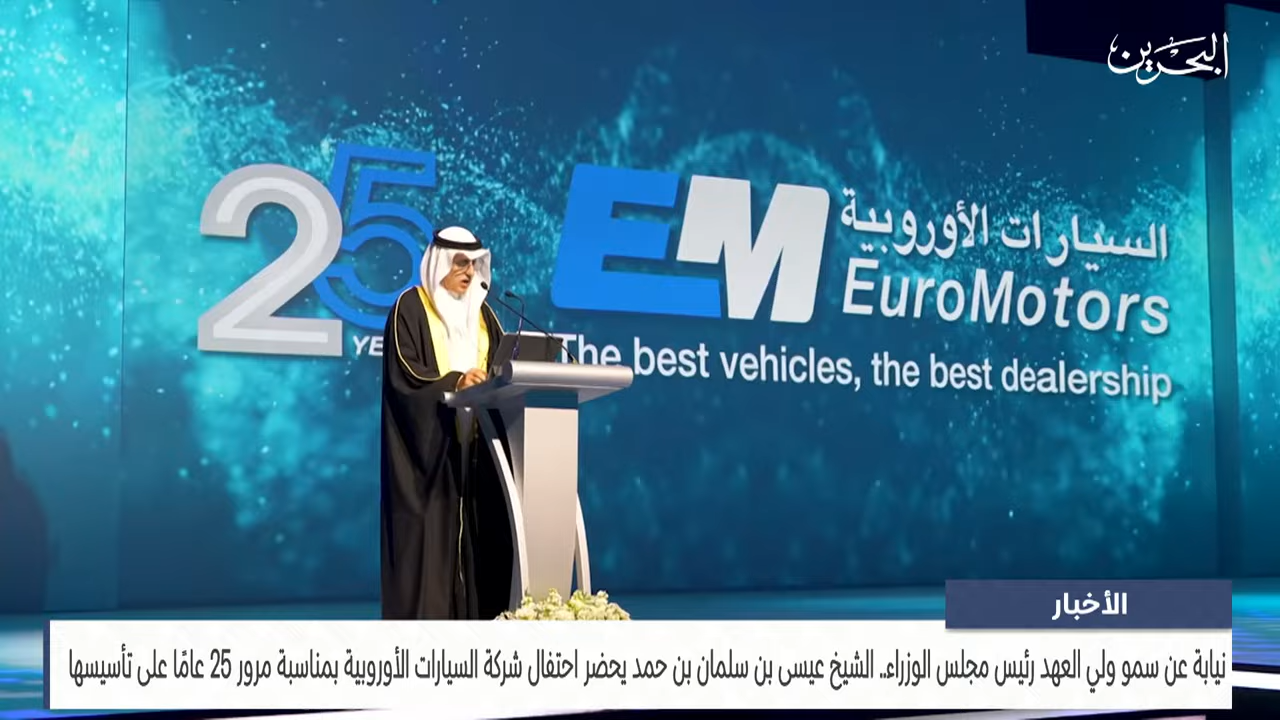 البحرين
25
YE
EM
السيارات الأوروبية
EuroMotors
The best vehicles, the best dealership
الأخبار
نيابة عن سمو ولي العهد رئيس مجلس الوزراء.. الشيخ عيسى بن سلمان بن حمد يحضر احتفال شركة السيارات الأوروبية بمناسبة مرور 25 عامًا على تأسيسها